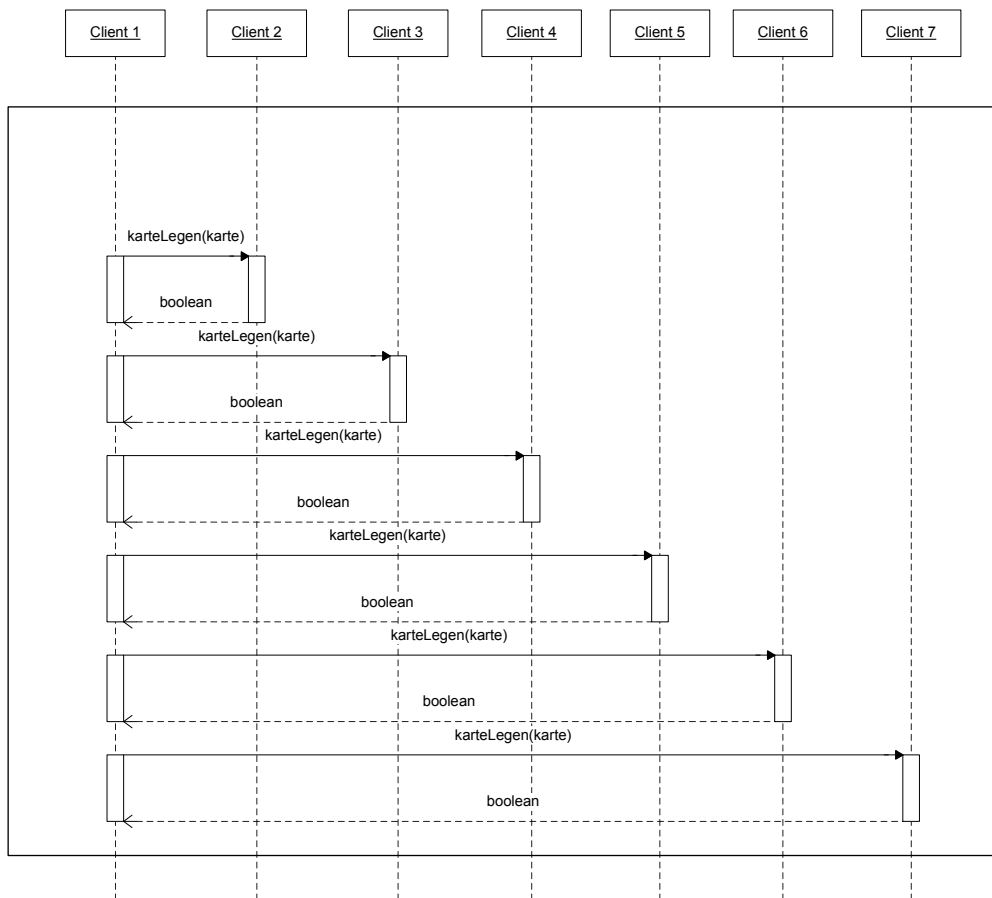 Client 1
Client 2
Client 3
Client 4
Client 5
Client 6
Client 7
karteLegen(karte)
boolean
karteLegen(karte)
boolean
karteLegen(karte)
boolean
karteLegen(karte)
boolean
karteLegen(karte)
boolean
karteLegen(karte)
boolean